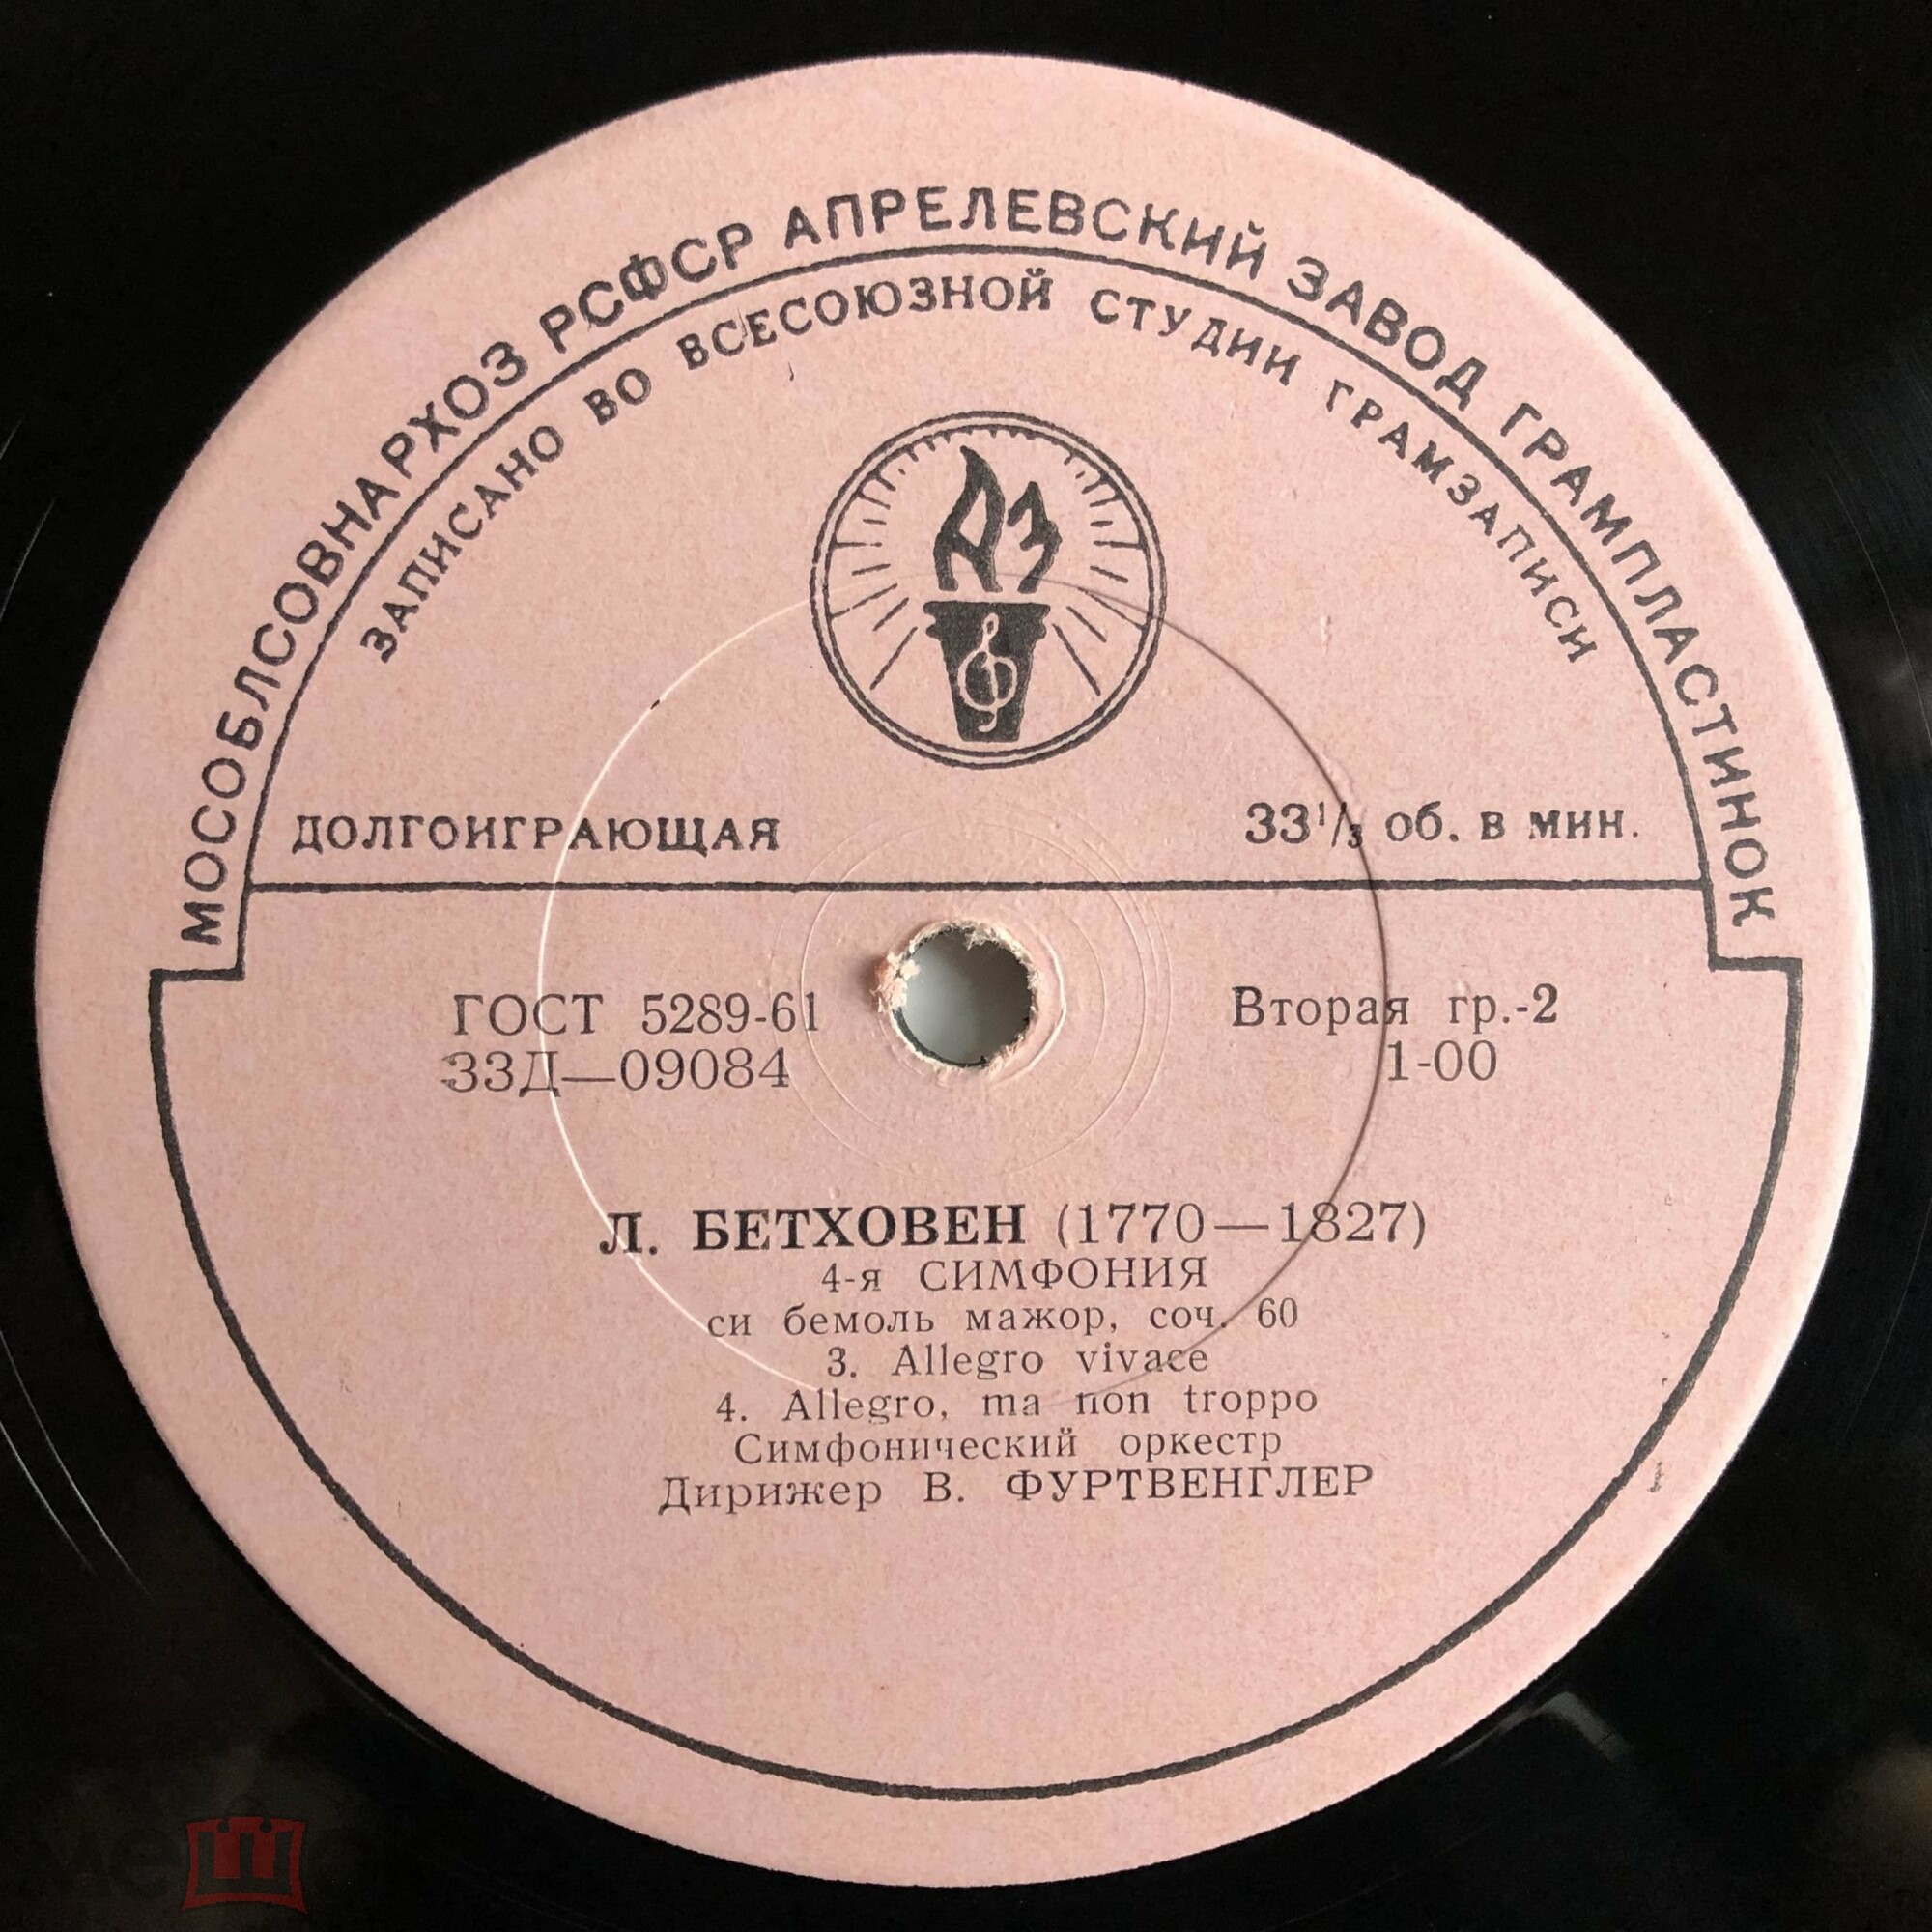 МОСОБЛСОВНАРХОЗ РСФСР АПРЕЛЕВСКИЙ ЗАВОД ГРАМПЛАСТИНОК
ЗАПИСАНО ВО ВСЕСОЮЗНОЙ СТУДИИ ГРАМЗАПИСИ
АЗ
ДОЛГОИГРАЮЩАЯ 33⅓ об. в мин.
ГОСТ 5289-61 Вторая гр.-2
33Д—09084 1-00
Л. БЕТХОВЕН (1770—1827)
4-я СИМФОНИЯ
си бемоль мажор, соч. 60
3. Allegro vivace
4. Allegro, ma non troppo
Симфонический оркестр
Дирижер В. ФУРТВЕНГЛЕР